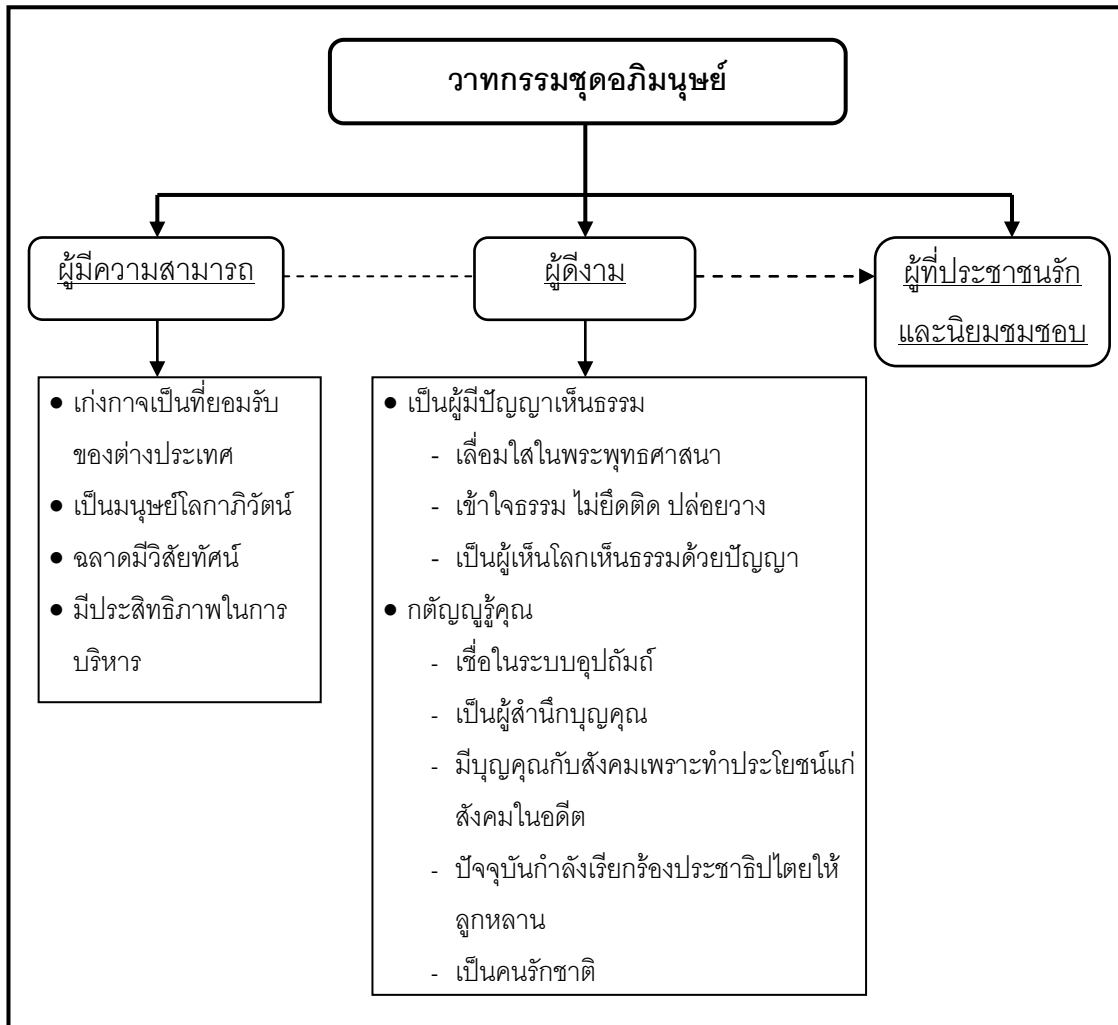 วาทกรรมชุดอภิมนุษย์
ผู้มีความสามารถ
ผู้ดีงาม
ผู้ที่ประชาชนรัก
และนิยมชมชอบ
● เก่งกาจเป็นที่ยอมรับ
ของต่างประเทศ
● เป็นมนุษย์โลกาภิวัตน์
● ฉลาดมีวิสัยทัศน์
● มีประสิทธิภาพในการ
บริหาร
● เป็นผู้มีปัญญาเห็นธรรม
- เลื่อมใสในพระพุทธศาสนา
- เข้าใจธรรม ไม่ยึดติด ปล่อยวาง
- เป็นผู้เห็นโลกเห็นธรรมด้วยปัญญา
● กตัญญูรู้คุณ
- เชื่อในระบบอุปถัมถ์
- เป็นผู้สำนึกบุญคุณ
- มีบุญคุณกับสังคมเพราะทำประโยชน์แก่
สังคมในอดีต
- ปัจจุบันกำลังเรียกร้องประชาธิปไตยให้
ลูกหลาน
- เป็นคนรักชาติ